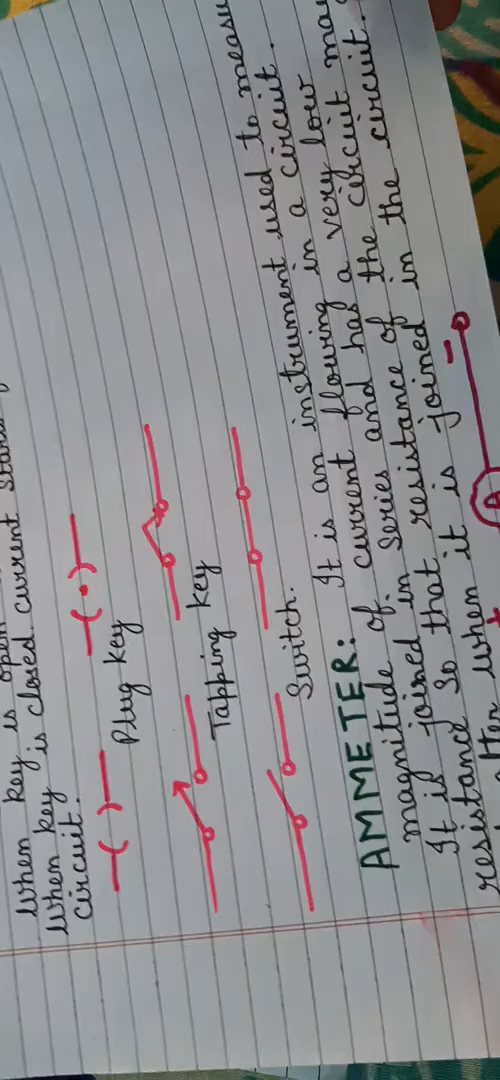 When key is open
When key is closed. current
circuit.
Plug key
Tapping key
Switch.
AMMETER: It is an instrument used to
magnitude of current flowing in a circuit.
It is joined in series and has a very low
resistance so that resistance of the circuit
when it is joined in the circuit.
+ A -